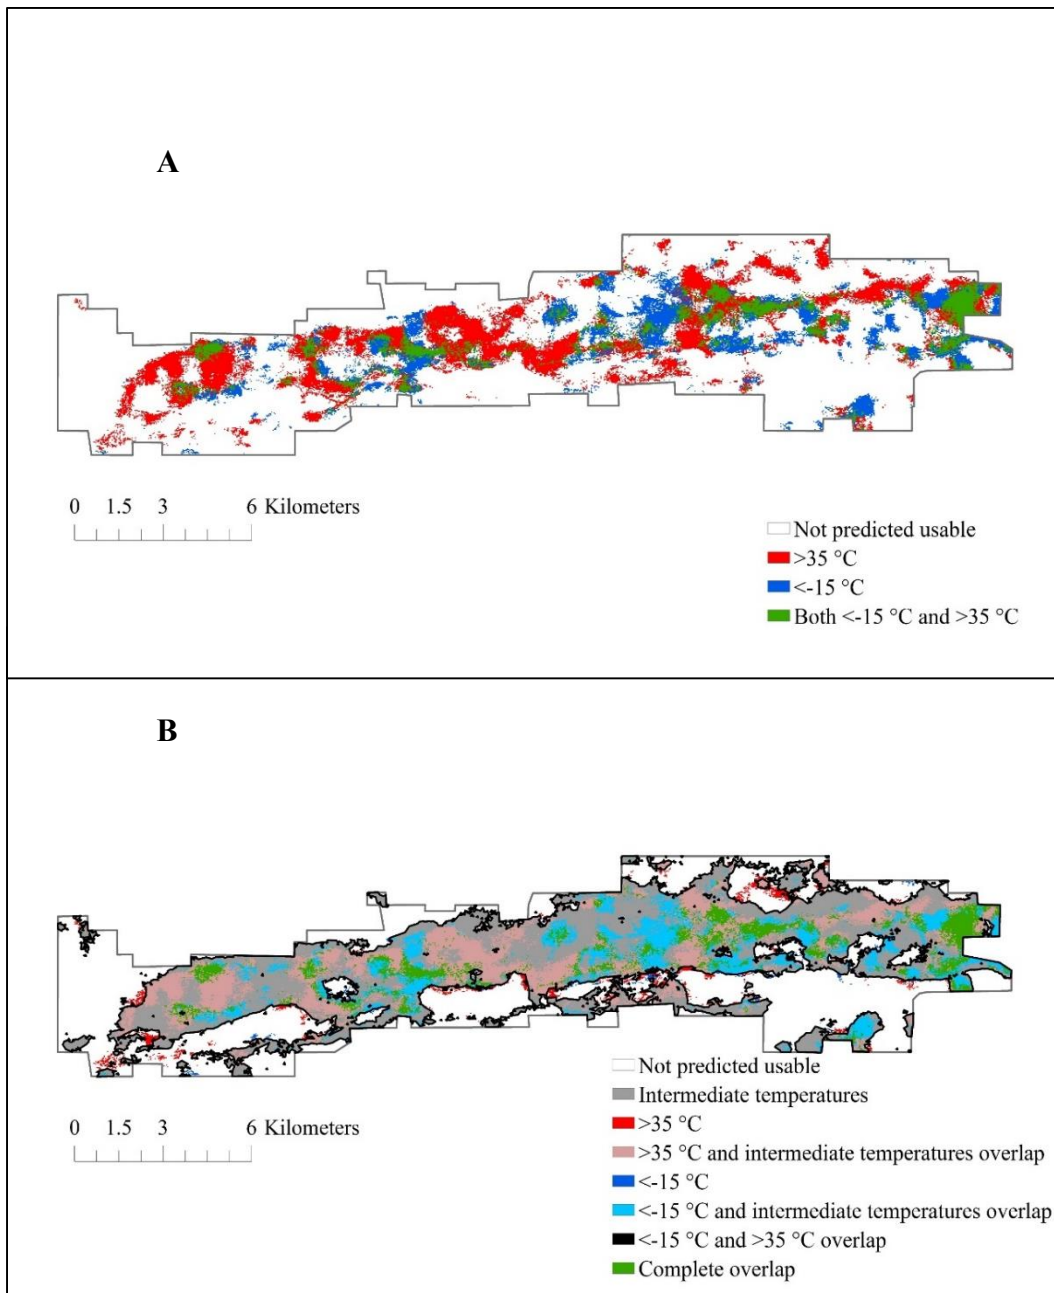 A
0 1.5 3 6 Kilometers
Not predicted usable
>35 °C
<-15 °C
Both <-15 °C and >35 °C
B
Not predicted usable
0 1.5 3 6 Kilometers
Intermediate temperatures
>35 °C
>35 °C and intermediate temperatures overlap
<-15 °C
<-15 °C and intermediate temperatures overlap
<-15 °C and >35 °C overlap
Complete overlap